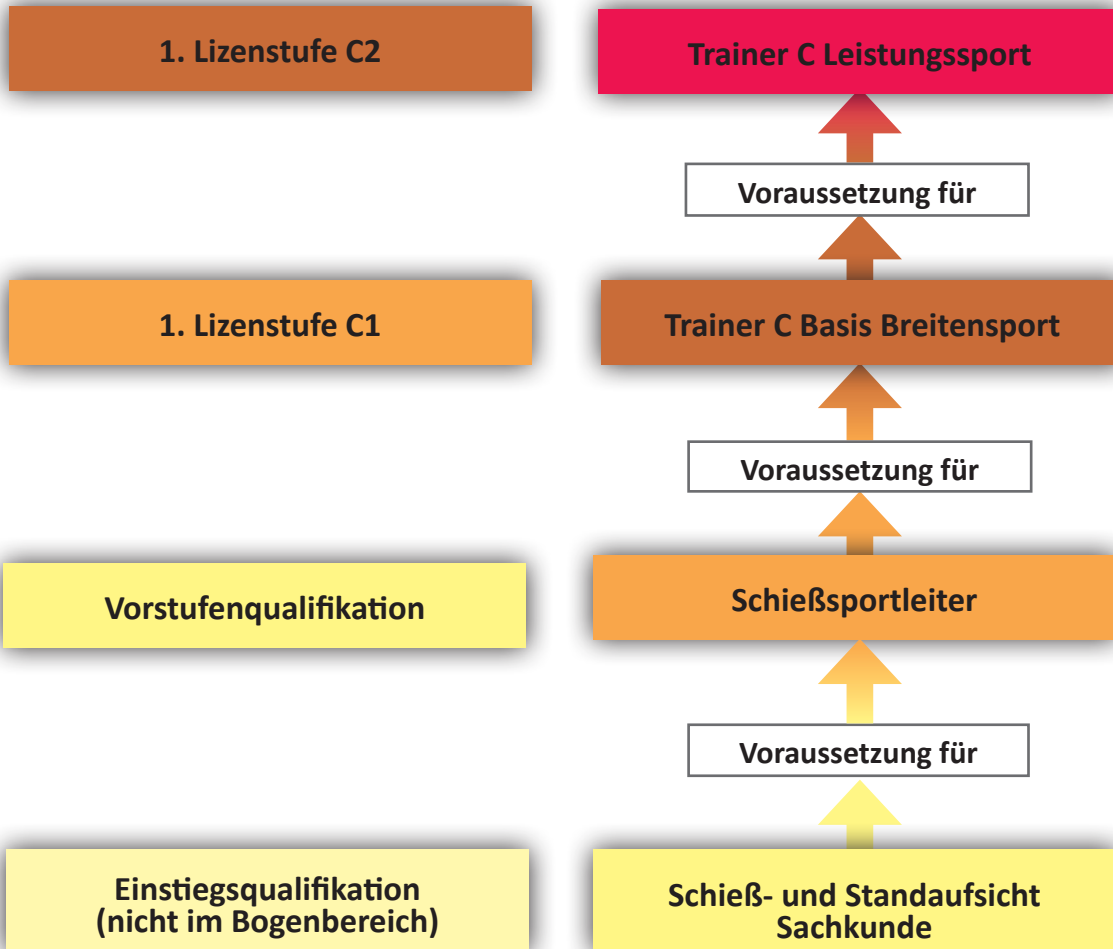 1. Lizenstufe C2
Trainer C Leistungssport
Voraussetzung für
1. Lizenstufe C1
Trainer C Basis Breitensport
Voraussetzung für
Vorstufenqualifikation
Schießsportleiter
Voraussetzung für
Einstiegsqualifikation
(nicht im Bogenbereich)
Schieß- und Standaufsicht
Sachkunde